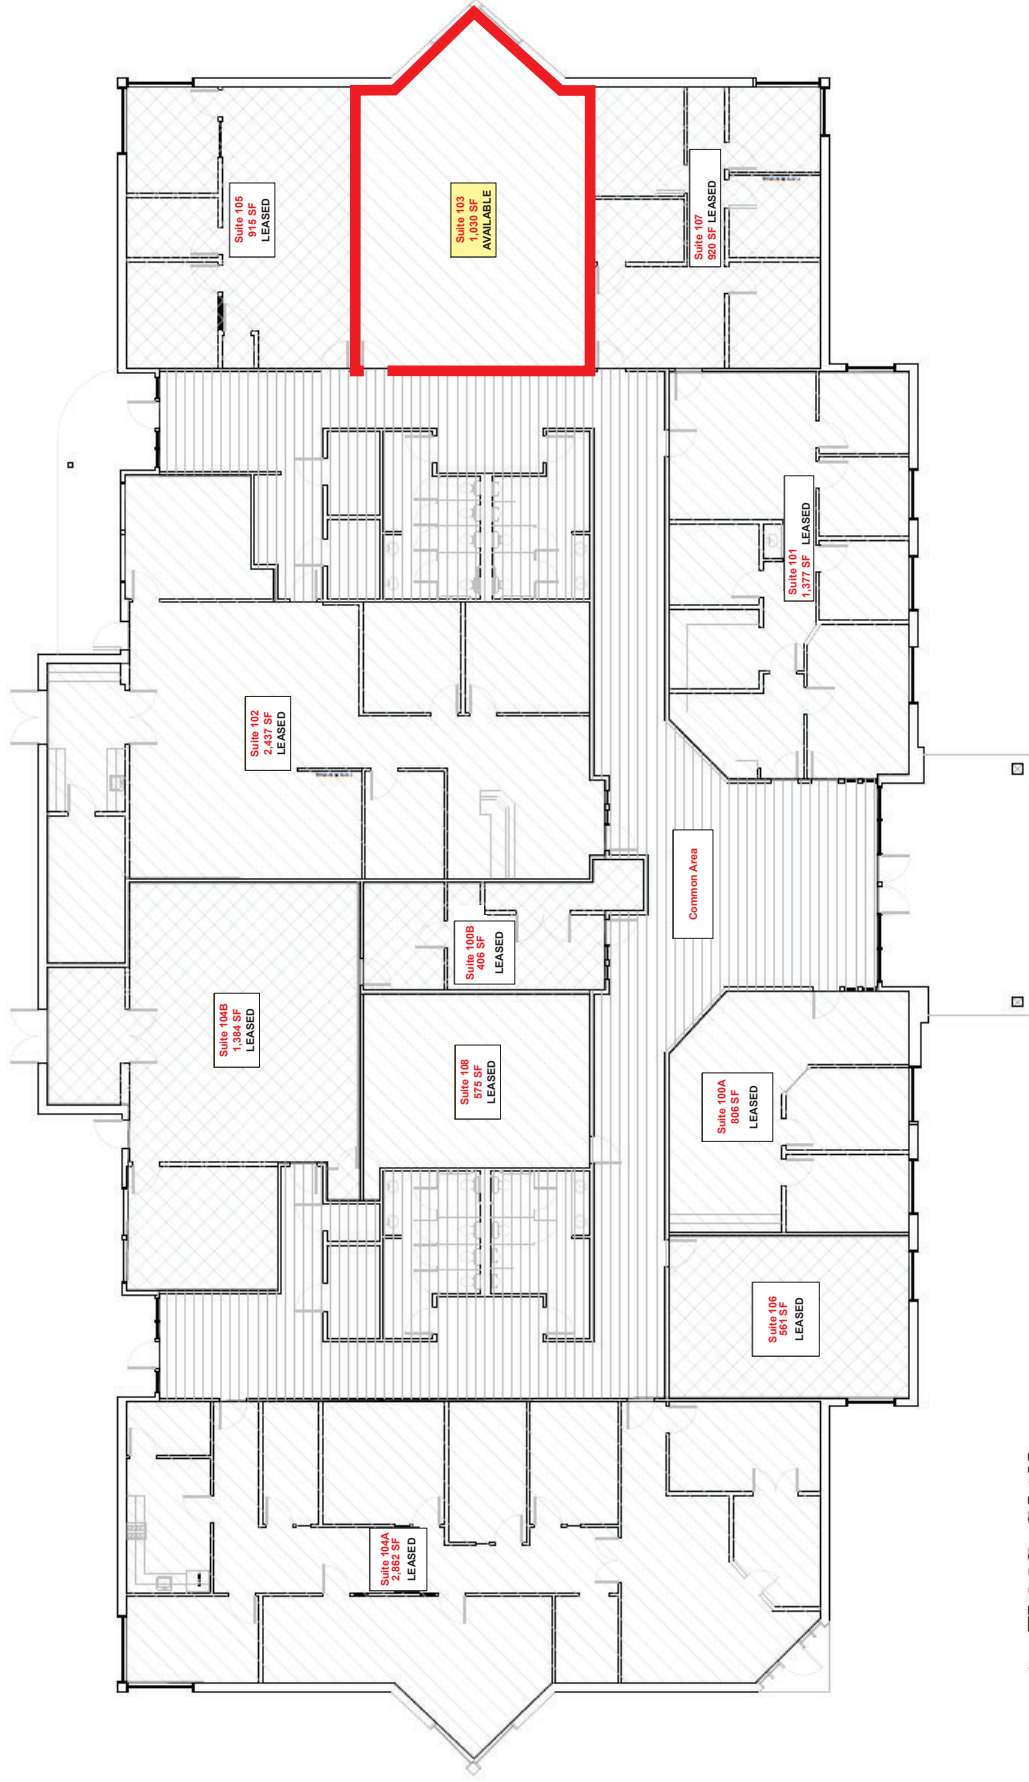 Suite 105
915 SF
LEASED
Suite 103
1,030 SF
AVAILABLE
Suite 107
920 SF LEASED
Suite 102
2,437 SF
LEASED
Suite 101
1,377 SF LEASED
Common Area
Suite 100B
406 SF
LEASED
Suite 104B
1,384 SF
LEASED
Suite 108
575 SF
LEASED
Suite 100A
806 SF
LEASED
Suite 106
561 SF
LEASED
Suite 104A
2,862 SF
LEASED